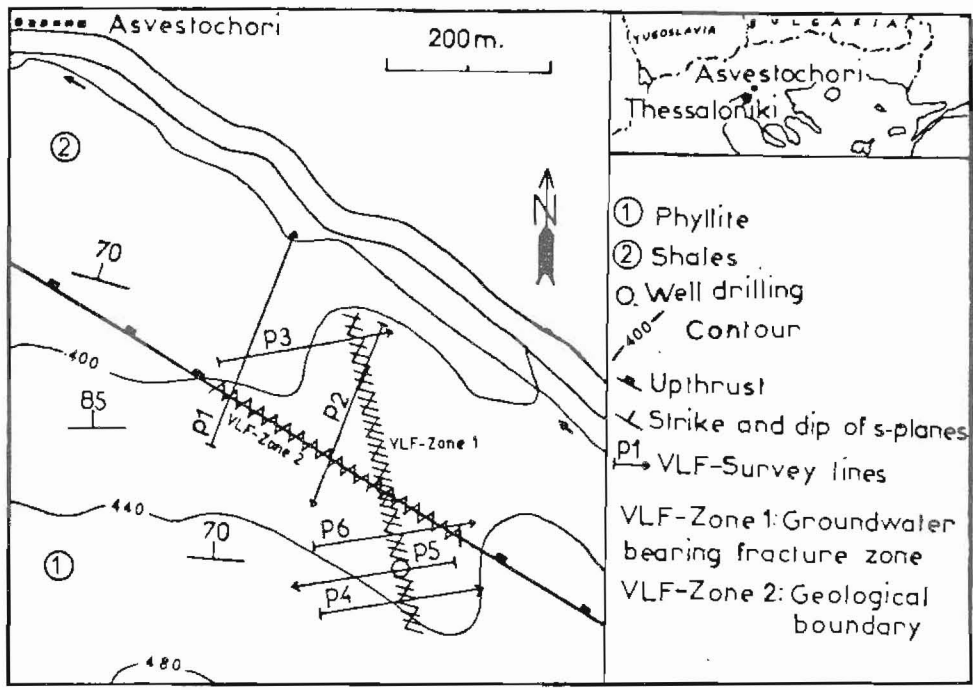 Asvestochori
200m.
YUGOSLAVIA
BULGARIA
Asvestochori
Thessaloniki
2
70
N
P3
400
P1
P2
85
VLF-Zone 2
VLF-Zone 1
440
70
P6
P5
P4
1
480
1 Phyllite
2 Shales
Well drilling
400 Contour
Upthrust
Strike and dip of s-planes
P1 VLF-Survey lines
VLF-Zone 1: Groundwater
bearing fracture zone
VLF-Zone 2: Geological
boundary